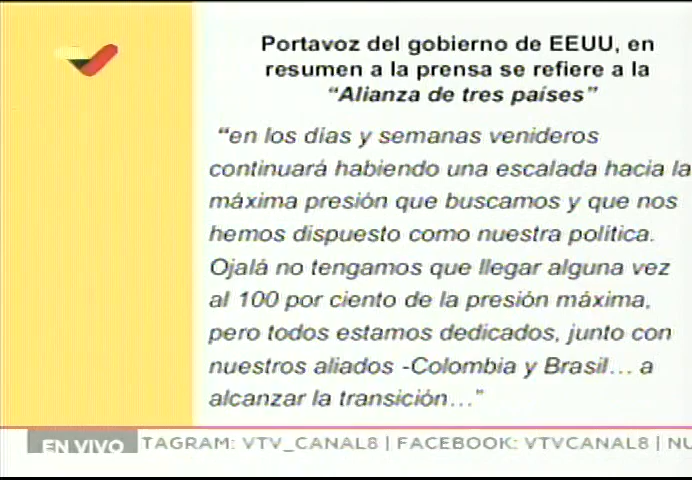 Portavoz del gobierno de EEUU, en
resumen a la prensa se refiere a la
“Alianza de tres países”
“en los días y semanas venideros
continuará habiendo una escalada hacia la
máxima presión que buscamos y que nos
hemos dispuesto como nuestra política.
Ojalá no tengamos que llegar alguna vez
al 100 por ciento de la presión máxima,
pero todos estamos dedicados, junto con
nuestros aliados -Colombia y Brasil... a
alcanzar la transición...”
EN VIVO TAGRAM: VTV_CANAL8 | FACEBOOK: VTVCANAL8 | NU